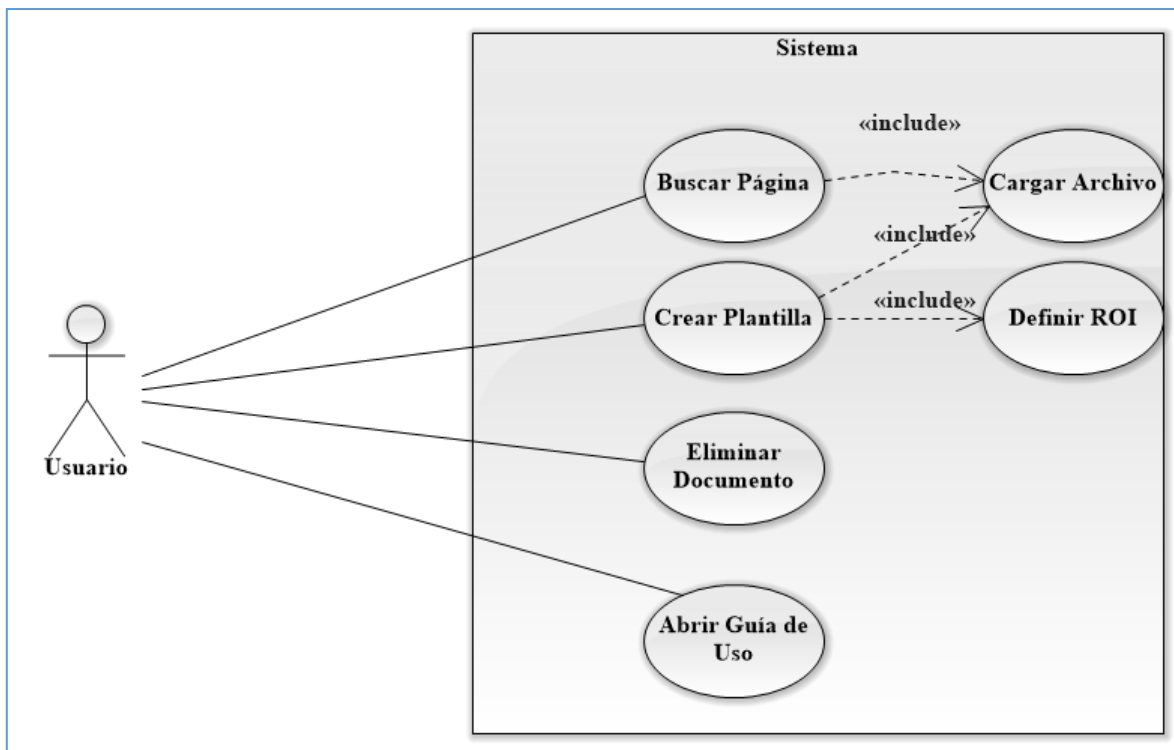 Sistema
«include»
Buscar Página
Cargar Archivo
«include»
Crear Plantilla
«include»
Definir ROI
Usuario
Eliminar
Documento
Abrir Guía de
Uso